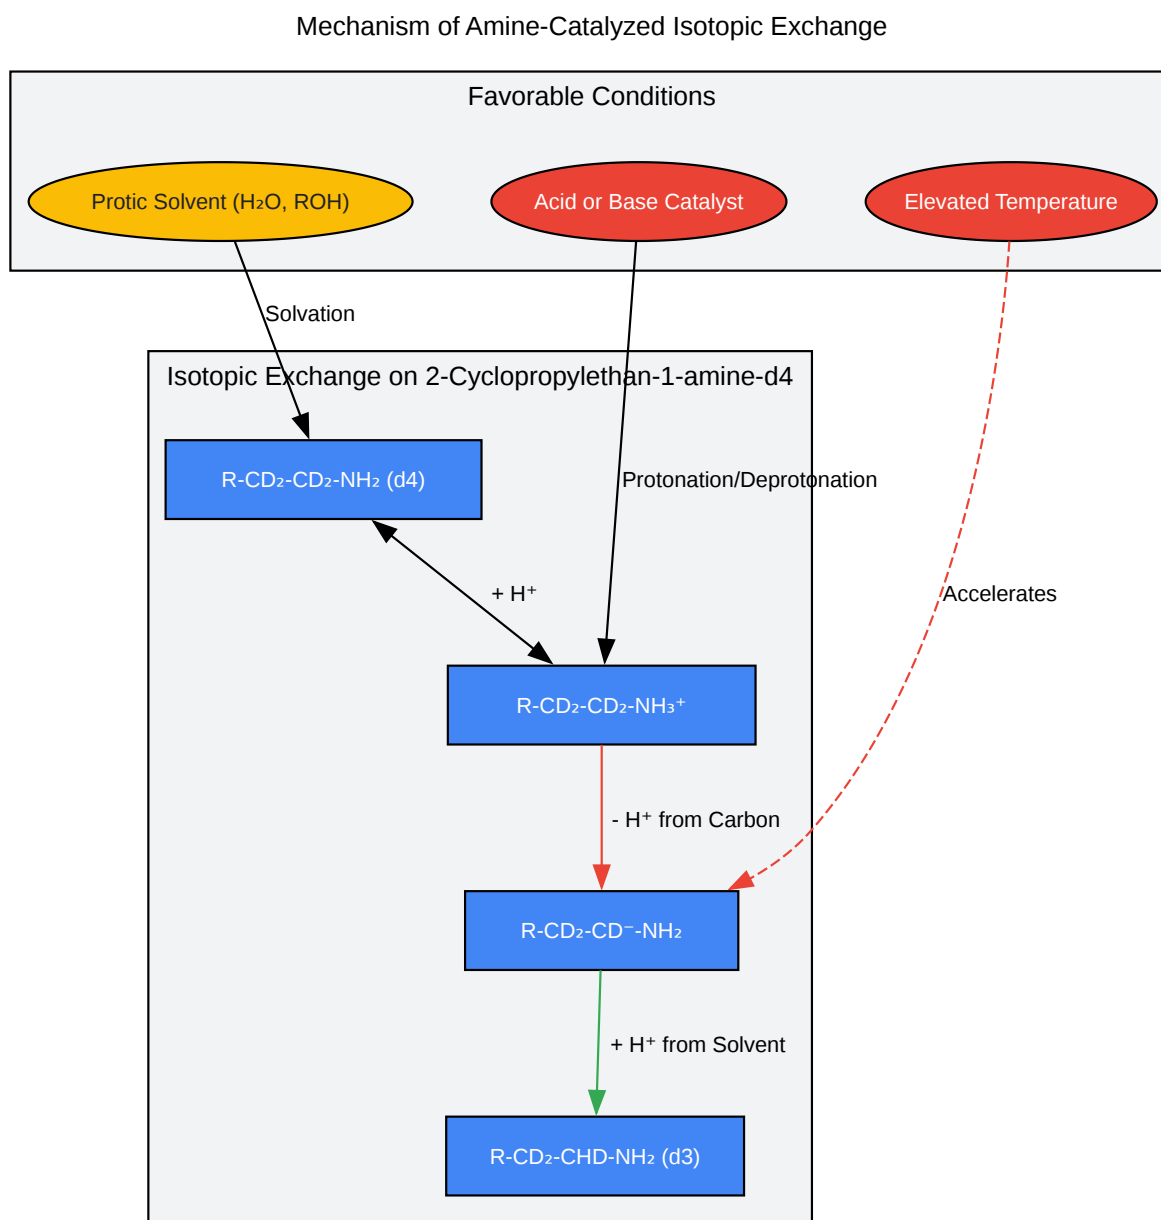 Mechanism of Amine-Catalyzed Isotopic Exchange
Favorable Conditions
Protic Solvent (H₂O, ROH)
Acid or Base Catalyst
Elevated Temperature
Solvation
Isotopic Exchange on 2-Cyclopropylethan-1-amine-d4
R-CD₂-CD₂-NH₂ (d4)
Protonation/Deprotonation
+ H⁺
Accelerates
R-CD₂-CD₂-NH₃⁺
- H⁺ from Carbon
R-CD₂-CD⁻-NH₂
+ H⁺ from Solvent
R-CD₂-CHD-NH₂ (d3)